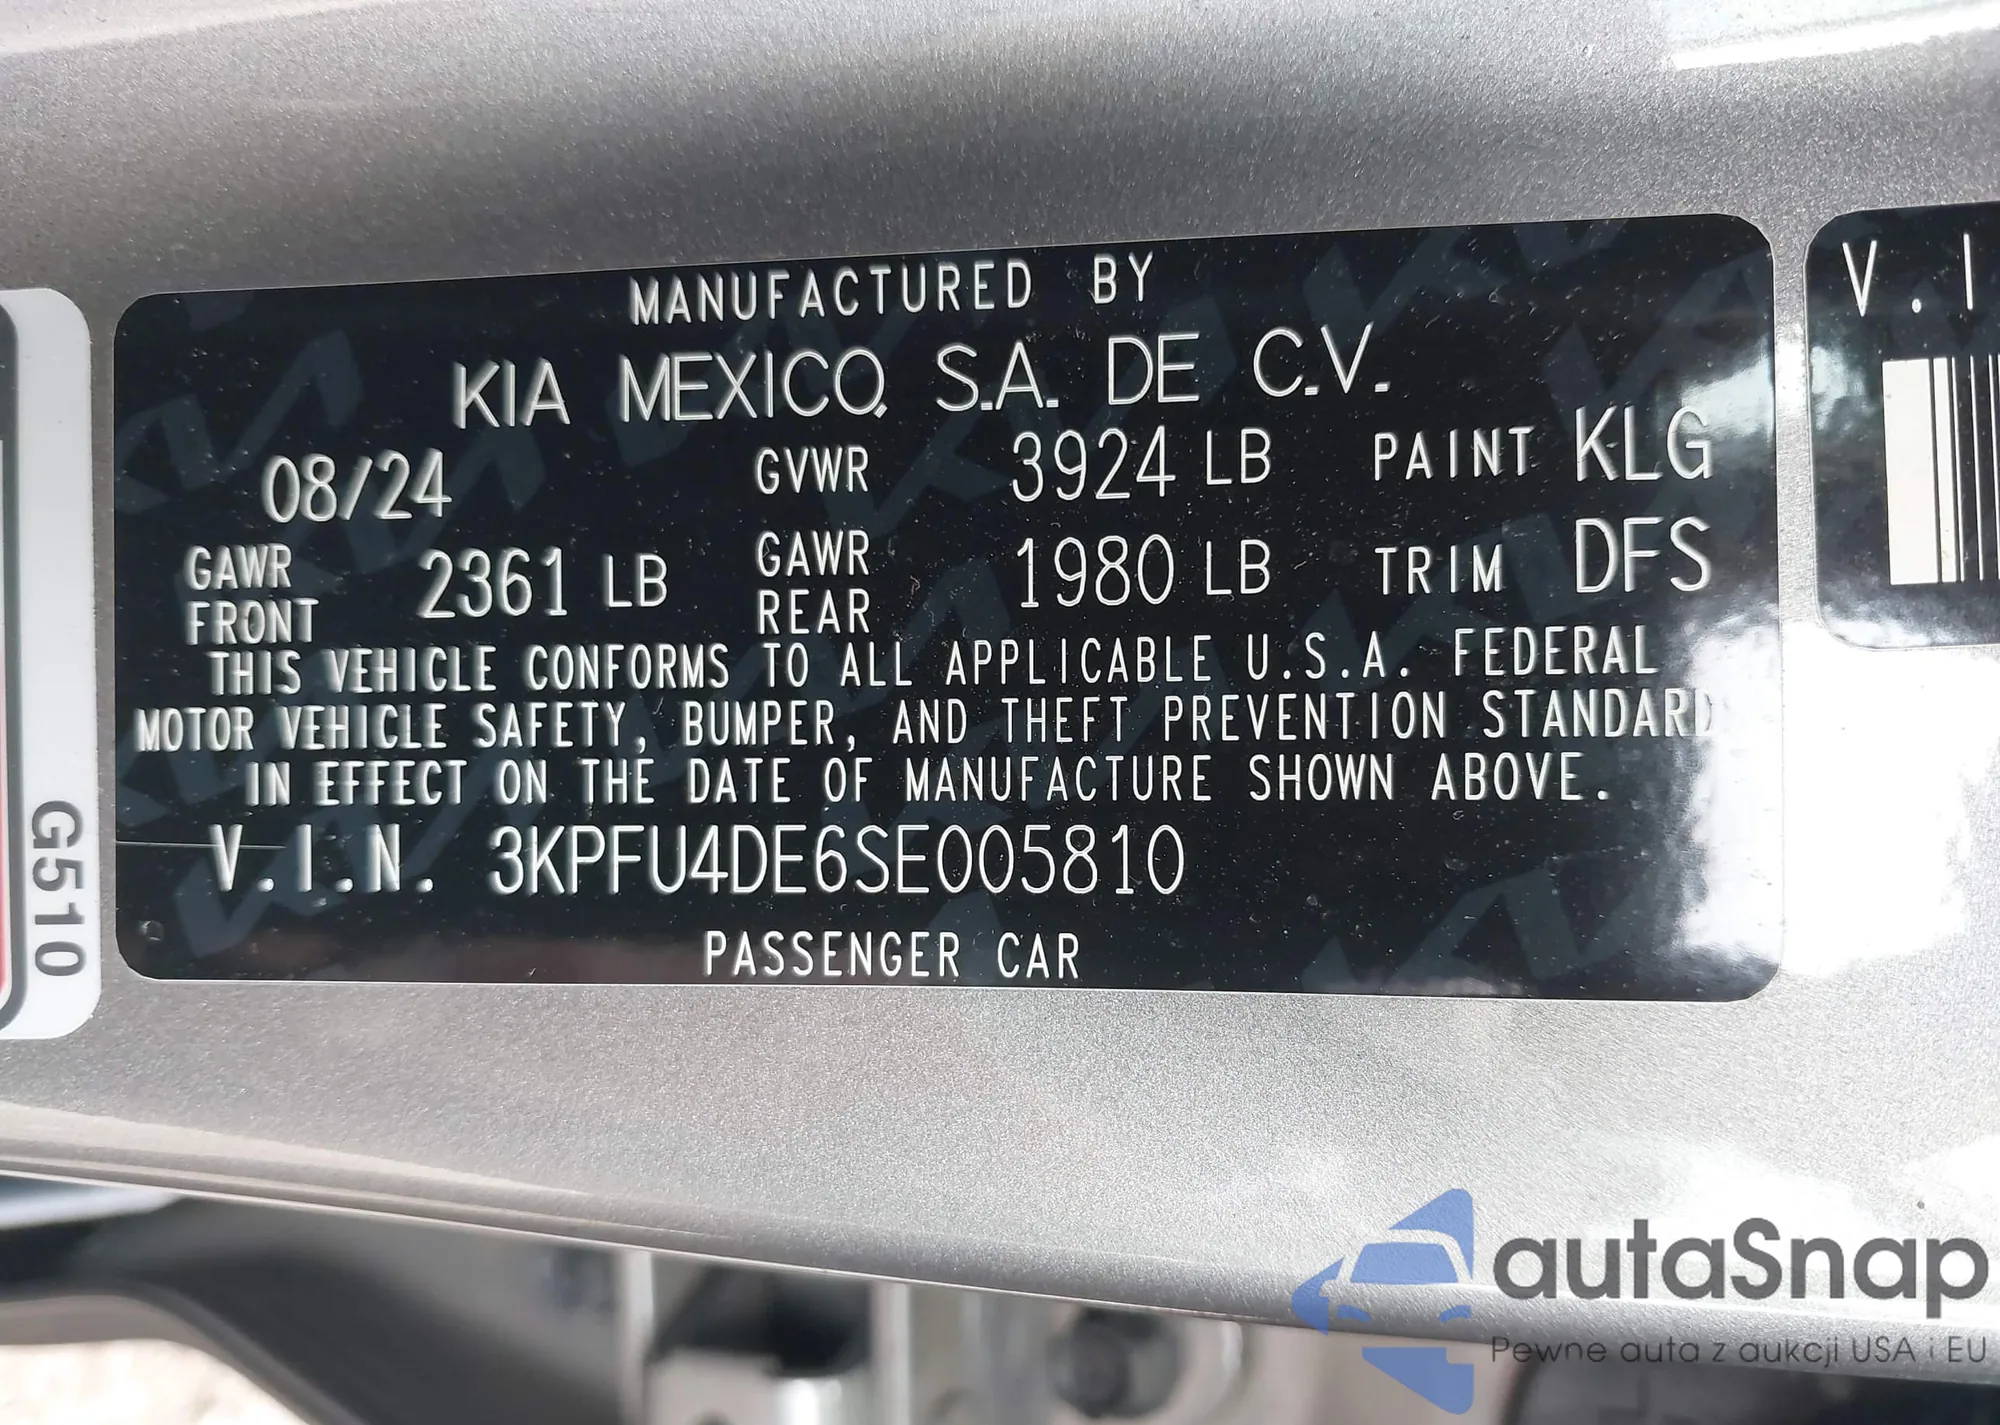 MANUFACTURED BY
KIA MEXICO, S.A. DE C.V.
08/24 GVWR 3924 LB PAINT KLG
GAWR FRONT 2361 LB GAWR REAR 1980 LB TRIM DFS
THIS VEHICLE CONFORMS TO ALL APPLICABLE U.S.A. FEDERAL
MOTOR VEHICLE SAFETY, BUMPER, AND THEFT PREVENTION STANDARD
IN EFFECT ON THE DATE OF MANUFACTURE SHOWN ABOVE.
V.I.N. 3KPFU4DE6SE005810
PASSENGER CAR
G510
V.I
autaSnap
Pewne auta z aukcji USA i EU